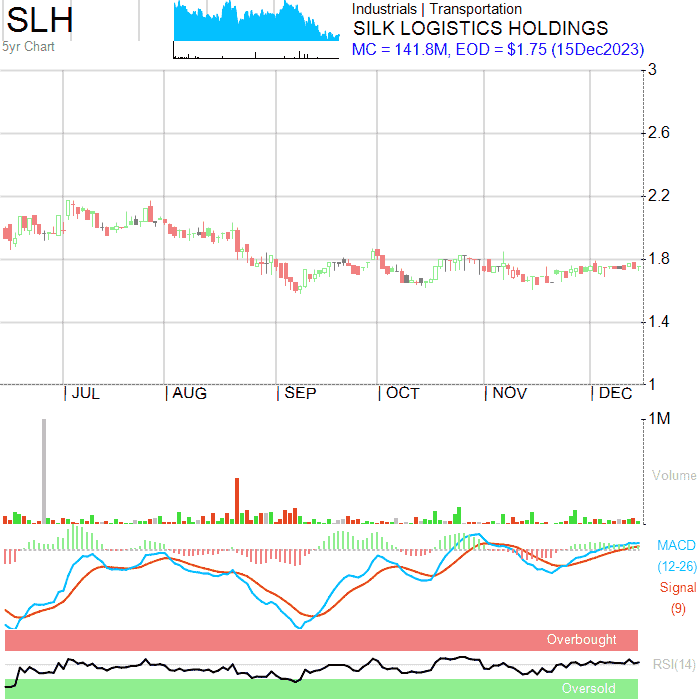 SLH
5yr Chart
Industrials | Transportation
SILK LOGISTICS HOLDINGS
MC = 141.8M, EOD = $1.75 (15Dec2023)
3
2.6
2.2
1.8
1.4
1
| JUL | AUG | SEP | OCT | NOV | DEC
1M
Volume
MACD
(12-26)
Signal
(9)
Overbought
RSI(14)
Oversold